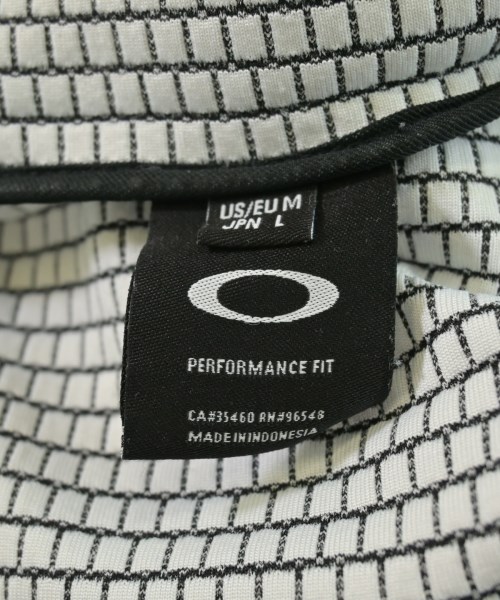 US/EU M
JPN L
PERFORMANCE FIT
CA#35460 RN#96548
MADE IN INDONESIA